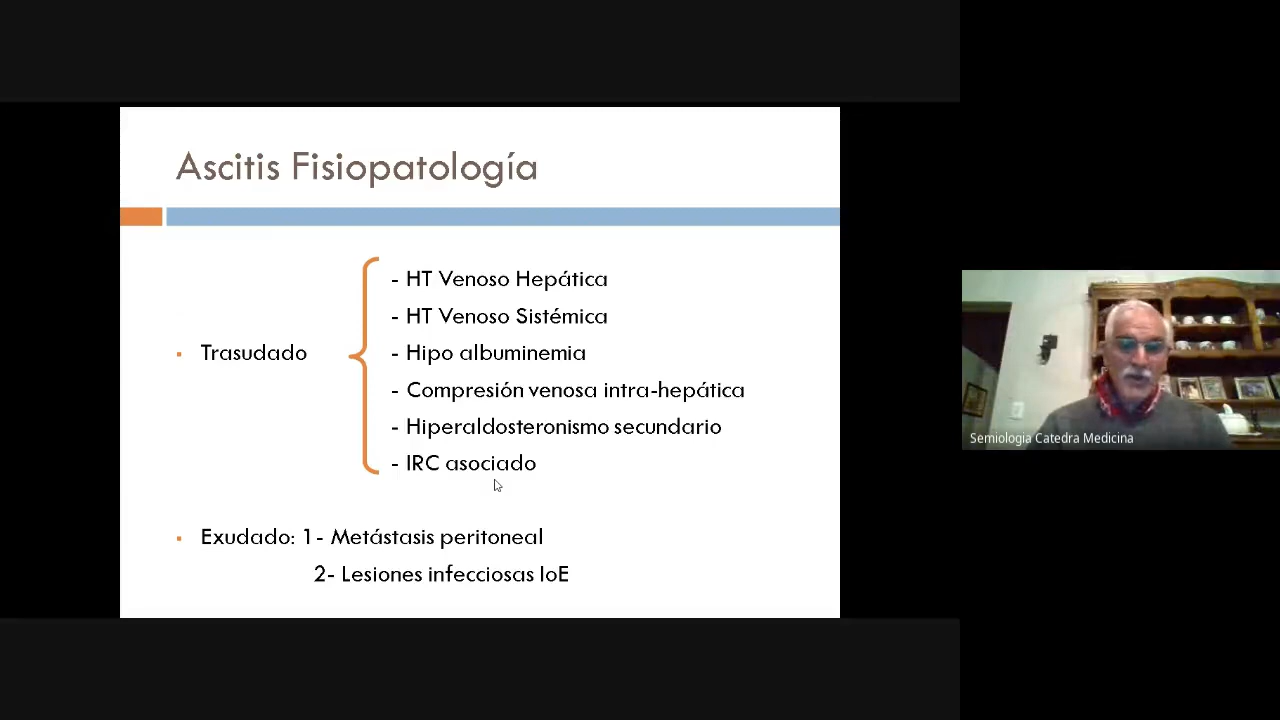 Ascitis Fisiopatología
- HT Venoso Hepática
- HT Venoso Sistémica
▪ Trasudado
- Hipo albuminemia
- Compresión venosa intra-hepática
- Hiperaldosteronismo secundario
- IRC asociado
▪ Exudado: 1- Metástasis peritoneal
2- Lesiones infecciosas IoE
Semiologia Catedra Medicina